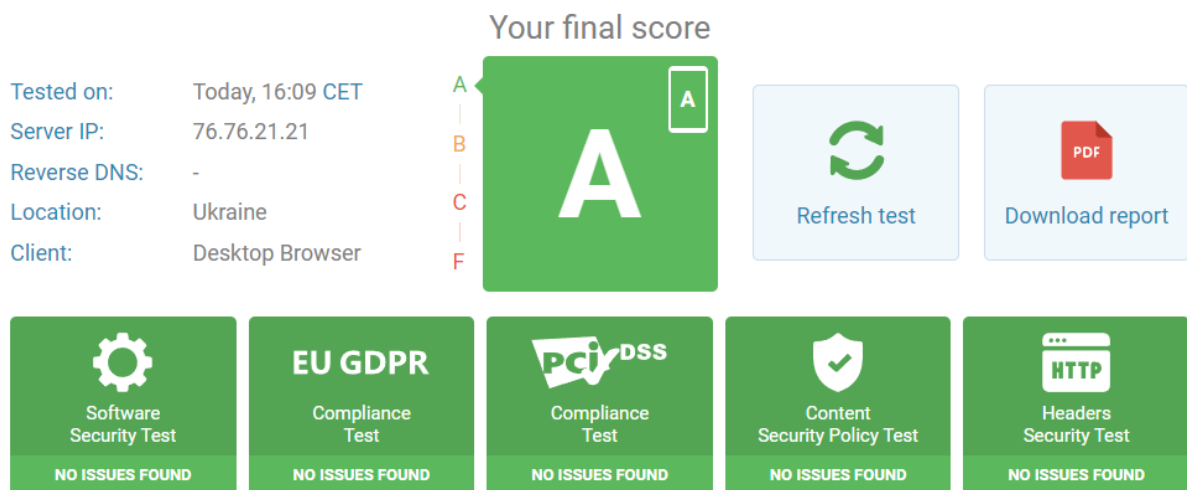 Your final score
Tested on: Today, 16:09 CET
Server IP: 76.76.21.21
Reverse DNS: -
Location: Ukraine
Client: Desktop Browser
A
B
C
F
A
A
Refresh test
PDF
Download report
Software
Security Test
NO ISSUES FOUND
EU GDPR
Compliance
Test
NO ISSUES FOUND
PCI DSS
Compliance
Test
NO ISSUES FOUND
Content
Security Policy Test
NO ISSUES FOUND
HTTP
Headers
Security Test
NO ISSUES FOUND